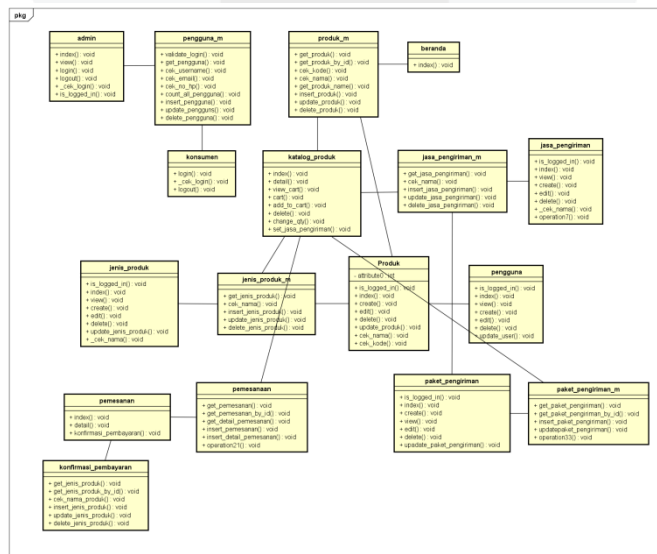 pkg
admin
+ index() : void
+ view() : void
+ login() : void
+ logout() : void
+ _cek_login() : void
+ is_logged_in() : void
pengguna_m
+ validate_login() : void
+ get_pengguna() : void
+ cek_username() : void
+ cek_email() : void
+ cek_no_hp() : void
+ count_all_pengguna() : void
+ insert_pengguna() : void
+ update_pengguna() : void
+ delete_pengguna() : void
produk_m
+ get_produk() : void
+ get_produk_by_id() : void
+ cek_kode() : void
+ cek_nama() : void
+ get_produk_name() : void
+ insert_produk() : void
+ update_produk() : void
+ delete_produk() : void
beranda
+ index() : void
konsumen
+ login() : void
+ _cek_login() : void
+ logout() : void
katalog_produk
+ index() : void
+ detail() : void
+ view_cart() : void
+ cart() : void
+ add_to_cart() : void
+ delete() : void
+ change_qty() : void
+ set_jasa_pengiriman() : void
jasa_pengiriman_m
+ get_jasa_pengiriman() : void
+ cek_nama() : void
+ insert_jasa_pengiriman() : void
+ update_jasa_pengiriman() : void
+ delete_jasa_pengiriman() : void
jasa_pengiriman
+ is_logged_in() : void
+ index() : void
+ view() : void
+ create() : void
+ edit() : void
+ delete() : void
+ _cek_nama() : void
+ operation7() : void
jenis_produk
+ is_logged_in() : void
+ index() : void
+ view() : void
+ create() : void
+ edit() : void
+ delete() : void
+ update_jenis_produk() : void
+ _cek_nama() : void
jenis_produk_m
+ get_jenis_produk() : void
+ cek_nama() : void
+ insert_jenis_produk() : void
+ update_jenis_produk() : void
+ delete_jenis_produk() : void
Produk
- attribute0 : int
+ is_logged_in() : void
+ index() : void
+ create() : void
+ edit() : void
+ delete() : void
+ update_produk() : void
+ cek_nama() : void
+ cek_kode() : void
pengguna
+ is_logged_in() : void
+ index() : void
+ view() : void
+ create() : void
+ edit() : void
+ delete() : void
+ update_user() : void
pemesanan
+ index() : void
+ detail() : void
+ konfirmasi_pembayaran() : void
pemesanaan
+ get_pemesanan() : void
+ get_pemesanan_by_id() : void
+ get_detail_pemesanan() : void
+ insert_pemesanan() : void
+ insert_detail_pemesanan() : void
+ operation21() : void
paket_pengiriman
+ is_logged_in() : void
+ index() : void
+ create() : void
+ view() : void
+ edit() : void
+ delete() : void
+ upadate_paket_pengiriman() : void
paket_pengiriman_m
+ get_paket_pengiriman() : void
+ get_paket_pengiriman_by_id() : void
+ insert_paket_pengiriman() : void
+ updatepaket_pengiriman() : void
+ operation33() : void
konfirmasi_pembayaran
+ get_jenis_produk() : void
+ get_jenis_produk_by_id() : void
+ cek_nama_produk() : void
+ insert_jenis_produk() : void
+ update_jenis_produk() : void
+ delete_jenis_produk() : void